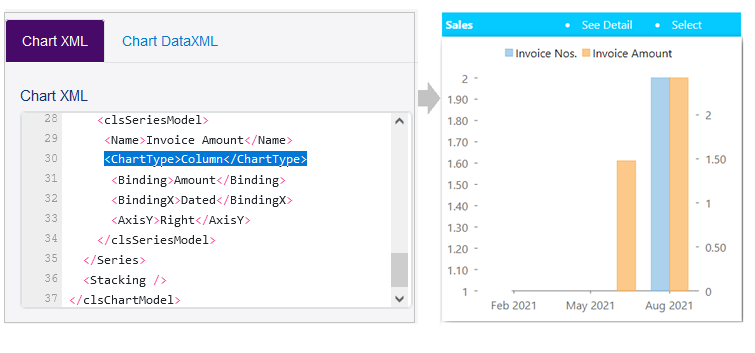 Chart XML
Chart DataXML
Chart XML
28 <clsSeriesModel>
29 <Name>Invoice Amount</Name>
30 <ChartType>Column</ChartType>
31 <Binding>Amount</Binding>
32 <BindingX>Dated</BindingX>
33 <AxisY>Right</AxisY>
34 </clsSeriesModel>
35 </Series>
36 <Stacking />
37 </clsChartModel>
Sales • See Detail • Select
Invoice Nos. Invoice Amount
2
1.90
1.80
1.70
1.60
1.50
1.40
1.30
1.20
1.10
1
2
1.50
1
0.50
0
Feb 2021 May 2021 Aug 2021